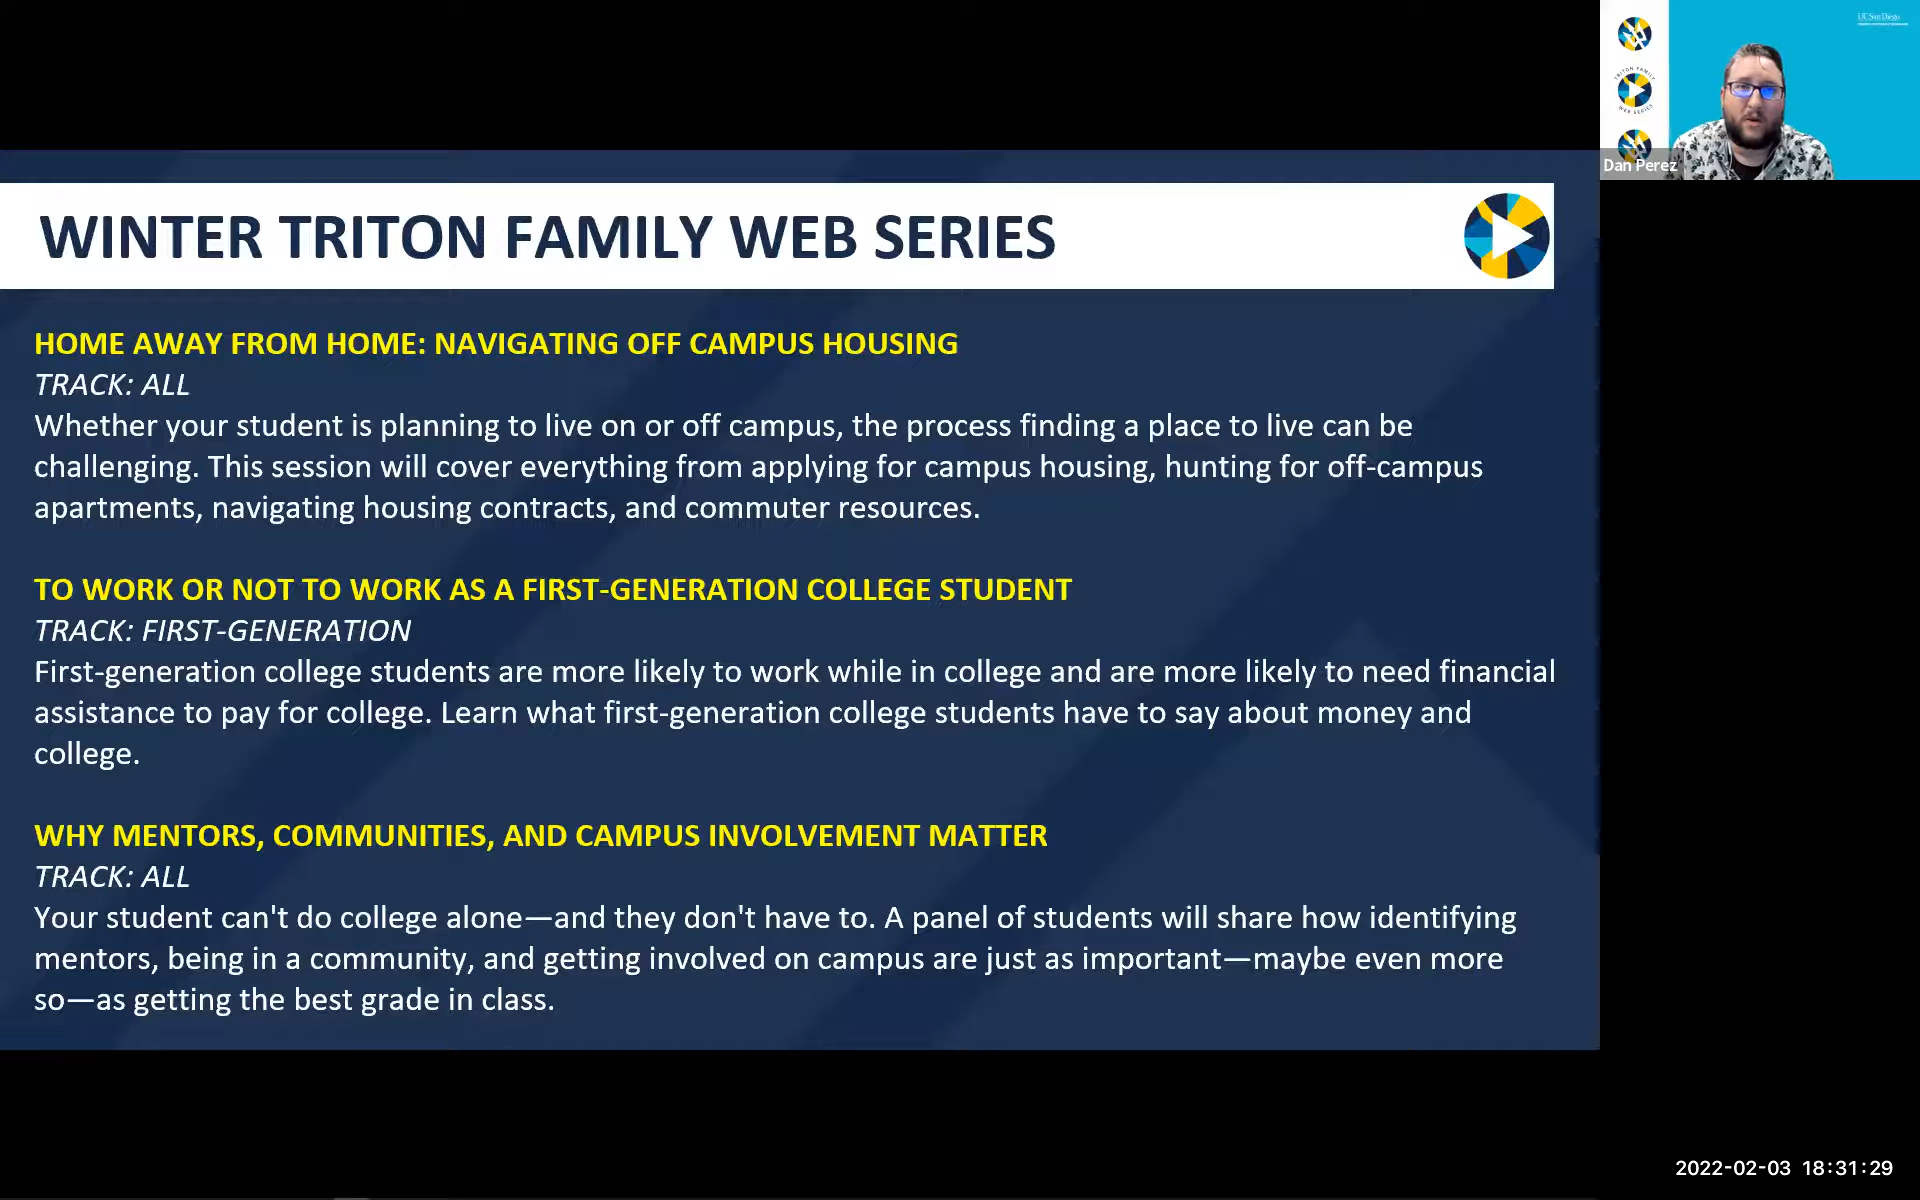 UC San Diego
TRITON FAMILY
WEB SERIES
Dan Perez
WINTER TRITON FAMILY WEB SERIES
HOME AWAY FROM HOME: NAVIGATING OFF CAMPUS HOUSING
TRACK: ALL
Whether your student is planning to live on or off campus, the process finding a place to live can be
challenging. This session will cover everything from applying for campus housing, hunting for off-campus
apartments, navigating housing contracts, and commuter resources.
TO WORK OR NOT TO WORK AS A FIRST-GENERATION COLLEGE STUDENT
TRACK: FIRST-GENERATION
First-generation college students are more likely to work while in college and are more likely to need financial
assistance to pay for college. Learn what first-generation college students have to say about money and
college.
WHY MENTORS, COMMUNITIES, AND CAMPUS INVOLVEMENT MATTER
TRACK: ALL
Your student can't do college alone—and they don't have to. A panel of students will share how identifying
mentors, being in a community, and getting involved on campus are just as important—maybe even more
so—as getting the best grade in class.
2022-02-03 18:31:29